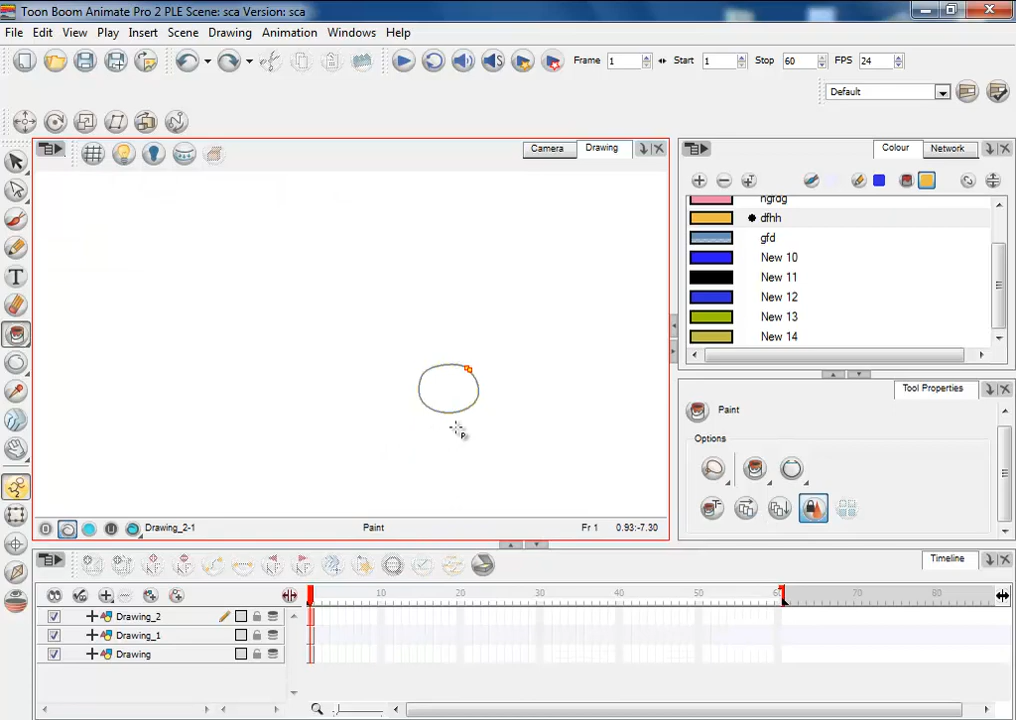 Toon Boom Animate Pro 2 PLE Scene: sca Version: sca
File Edit View Play Insert Scene Drawing Animation Windows Help
Frame 1 Start 1 Stop 60 FPS 24
Default
Camera Drawing
Colour Network
ngfdg
dfhh
gfd
New 10
New 11
New 12
New 13
New 14
Tool Properties
Paint
Options
Drawing_2-1 Paint Fr 1 0.93:-7.30
Timeline
10 20 30 40 50 60 70 80
Drawing_2
Drawing_1
Drawing